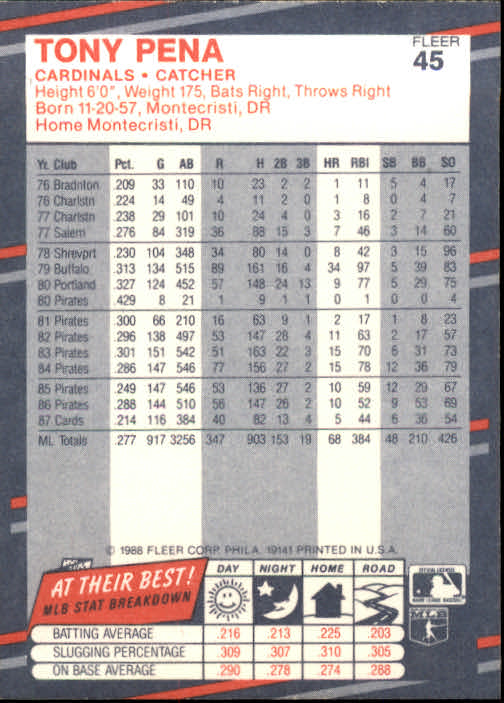 TONY PENA
FLEER
45
CARDINALS • CATCHER
Height 6'0", Weight 175, Bats Right, Throws Right
Born 11-20-57, Montecristi, DR
Home Montecristi, DR
Yr. Club Pct. G AB R H 2B 3B HR RBI SB BB SO
76 Bradnton .209 33 110 10 23 2 2 1 11 5 4 17
76 Charlstn .224 14 49 4 11 2 0 1 8 0 4 7
77 Charlstn .238 29 101 10 24 4 0 3 16 2 7 21
77 Salem .276 84 319 36 88 15 3 7 46 3 14 60
78 Shrevprt .230 104 348 34 80 14 0 8 42 3 15 96
79 Buffalo .313 134 515 89 161 16 4 34 97 5 39 83
80 Portland .327 124 452 57 148 24 13 9 77 5 29 75
80 Pirates .429 8 21 1 9 1 1 0 1 0 0 4
81 Pirates .300 66 210 16 63 9 1 2 17 1 8 23
82 Pirates .296 138 497 53 147 28 4 11 63 2 17 57
83 Pirates .301 151 542 51 163 22 3 15 70 6 31 73
84 Pirates .286 147 546 77 156 27 2 15 78 12 36 79
85 Pirates .249 147 546 53 136 27 2 10 59 12 29 67
86 Pirates .288 144 510 56 147 26 2 10 52 9 53 69
87 Cards .214 116 384 40 82 13 4 5 44 6 36 54
ML Totals .277 917 3256 347 903 153 19 68 384 48 210 426
© 1988 FLEER CORP. PHILA. 19141 PRINTED IN U.S.A.
AT THEIR BEST!
MLB STAT BREAKDOWN
DAY NIGHT HOME ROAD
BATTING AVERAGE .216 .213 .225 .203
SLUGGING PERCENTAGE .309 .307 .310 .305
ON BASE AVERAGE .290 .278 .274 .288
OFFICIAL LICENSEE
MAJOR LEAGUE BASEBALL